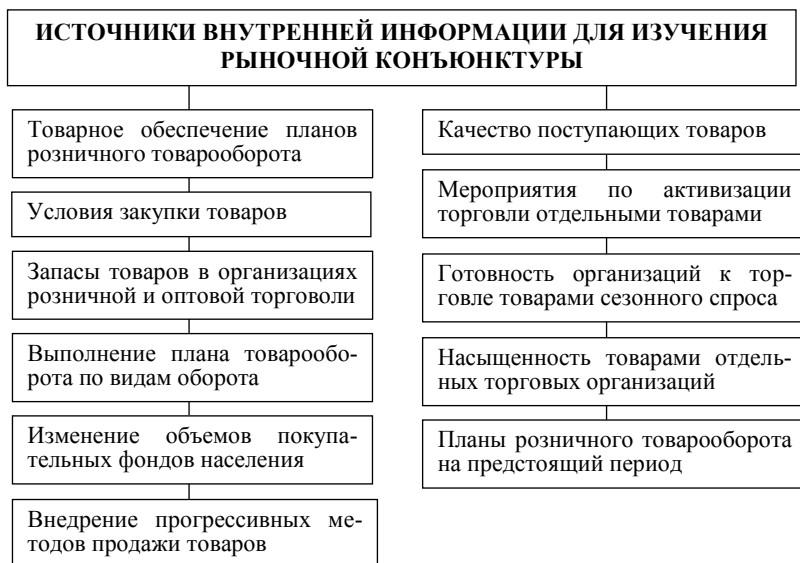 ИСТОЧНИКИ ВНУТРЕННЕЙ ИНФОРМАЦИИ ДЛЯ ИЗУЧЕНИЯ
РЫНОЧНОЙ КОНЪЮНКТУРЫ
Товарное обеспечение планов
розничного товарооборота
Условия закупки товаров
Запасы товаров в организациях
розничной и оптовой торговоли
Выполнение плана товарообо-
рота по видам оборота
Изменение объемов покупа-
тельных фондов населения
Внедрение прогрессивных ме-
тодов продажи товаров
Качество поступающих товаров
Мероприятия по активизации
торговли отдельными товарами
Готовность организаций к тор-
говле товарами сезонного спроса
Насыщенность товарами отдель-
ных торговых организаций
Планы розничного товарооборота
на предстоящий период